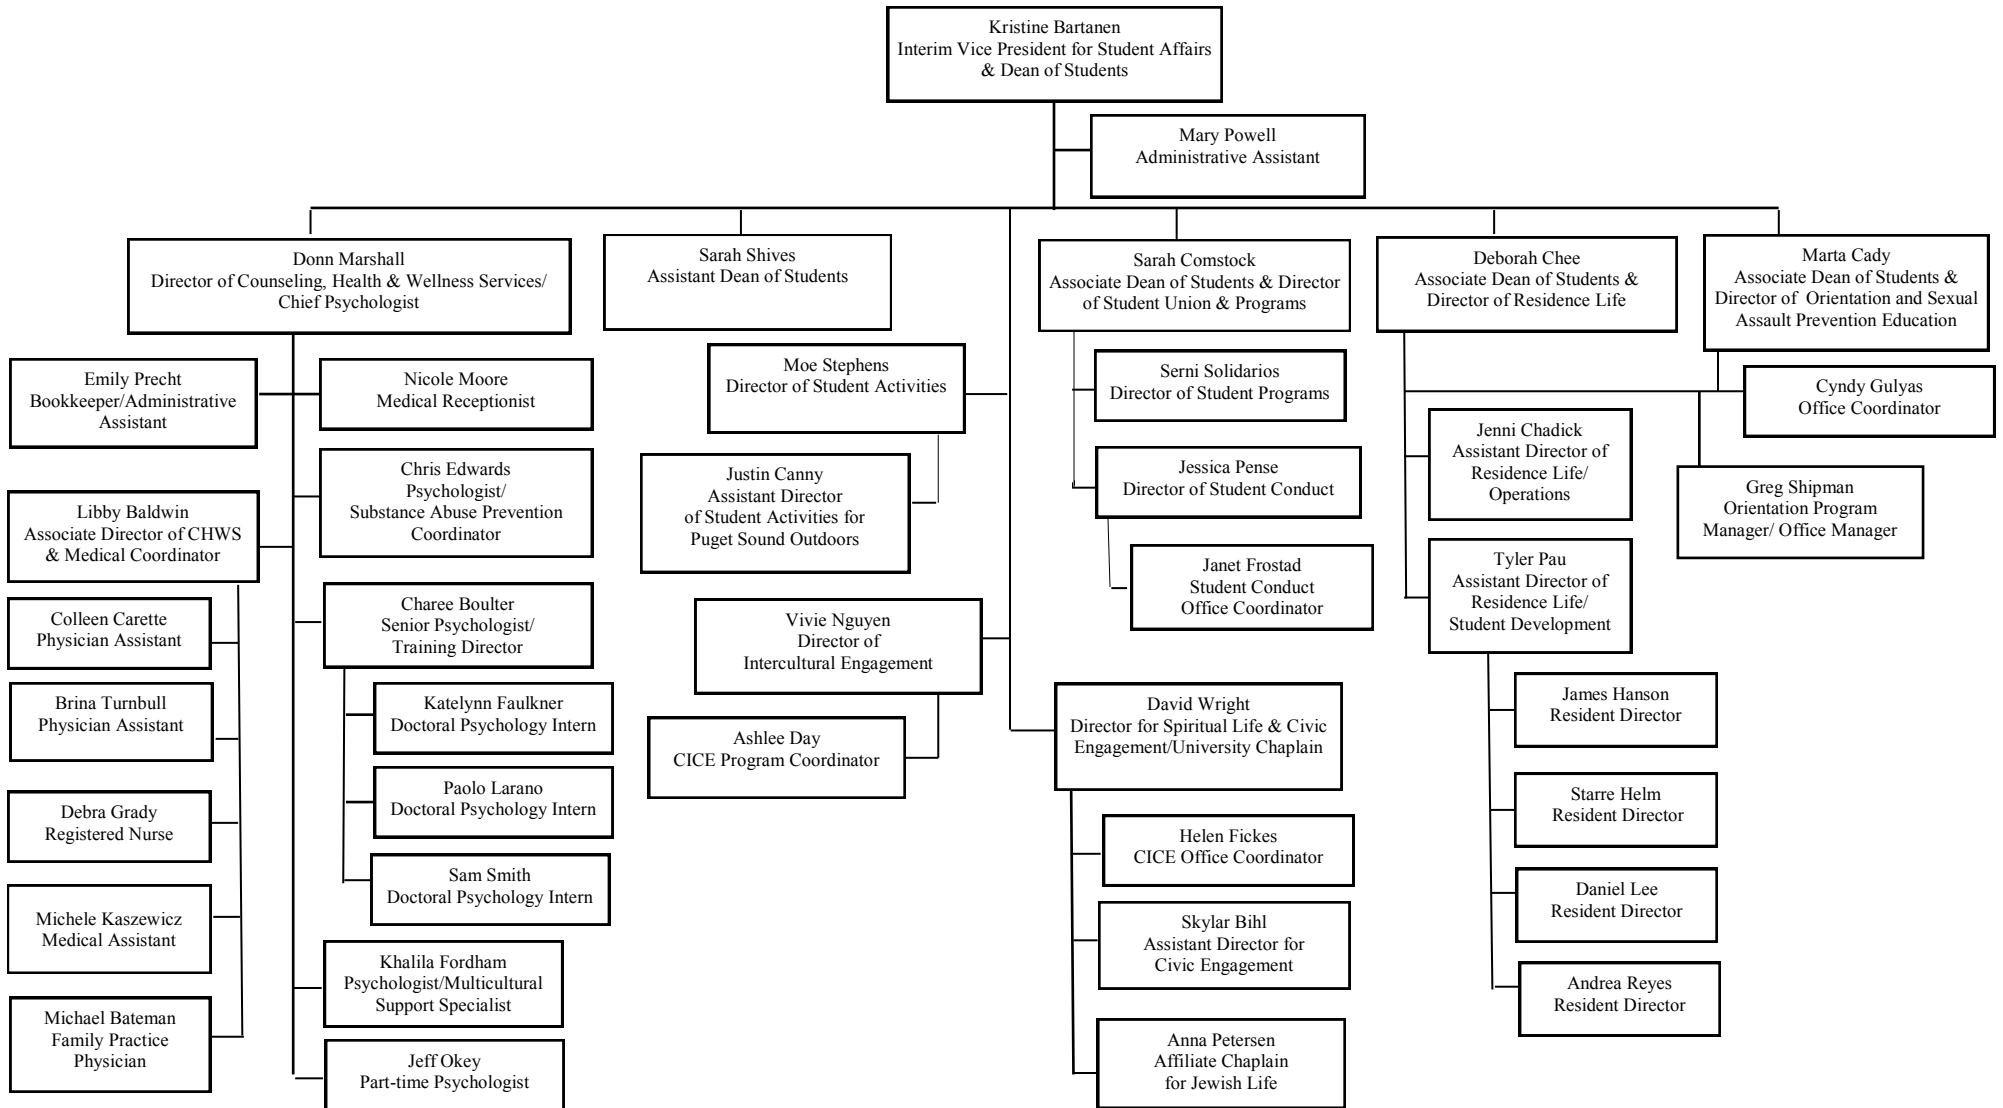 Kristine Bartanen
Interim Vice President for Student Affairs
& Dean of Students
Mary Powell
Administrative Assistant
Donn Marshall
Director of Counseling, Health & Wellness Services/
Chief Psychologist
Sarah Shives
Assistant Dean of Students
Sarah Comstock
Associate Dean of Students & Director
of Student Union & Programs
Deborah Chee
Associate Dean of Students &
Director of Residence Life
Marta Cady
Associate Dean of Students &
Director of Orientation and Sexual
Assault Prevention Education
Emily Precht
Bookkeeper/Administrative
Assistant
Nicole Moore
Medical Receptionist
Chris Edwards
Psychologist/
Substance Abuse Prevention
Coordinator
Libby Baldwin
Associate Director of CHWS
& Medical Coordinator
Colleen Carette
Physician Assistant
Brina Turnbull
Physician Assistant
Debra Grady
Registered Nurse
Michele Kaszewicz
Medical Assistant
Michael Bateman
Family Practice
Physician
Charee Boulter
Senior Psychologist/
Training Director
Katelynn Faulkner
Doctoral Psychology Intern
Paolo Larano
Doctoral Psychology Intern
Sam Smith
Doctoral Psychology Intern
Khalila Fordham
Psychologist/Multicultural
Support Specialist
Jeff Okey
Part-time Psychologist
Moe Stephens
Director of Student Activities
Justin Canny
Assistant Director
of Student Activities for
Puget Sound Outdoors
Vivie Nguyen
Director of
Intercultural Engagement
Ashlee Day
CICE Program Coordinator
Serni Solidarios
Director of Student Programs
Jessica Pense
Director of Student Conduct
Janet Frostad
Student Conduct
Office Coordinator
David Wright
Director for Spiritual Life & Civic
Engagement/University Chaplain
Helen Fickes
CICE Office Coordinator
Skylar Bihl
Assistant Director for
Civic Engagement
Anna Petersen
Affiliate Chaplain
for Jewish Life
Jenni Chadick
Assistant Director of
Residence Life/
Operations
Tyler Pau
Assistant Director of
Residence Life/
Student Development
James Hanson
Resident Director
Starre Helm
Resident Director
Daniel Lee
Resident Director
Andrea Reyes
Resident Director
Cyndy Gulyas
Office Coordinator
Greg Shipman
Orientation Program
Manager/ Office Manager